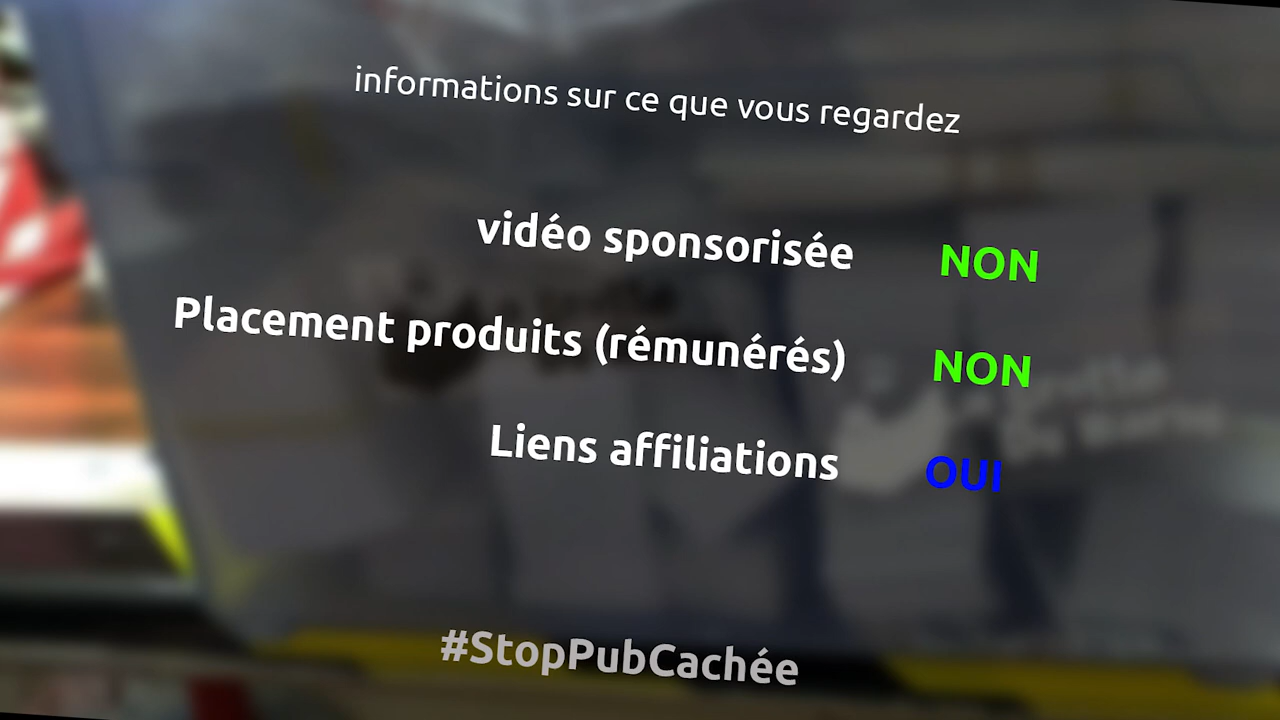 informations sur ce que vous regardez
vidéo sponsorisée NON
Placement produits (rémunérés) NON
Liens affiliations OUI
#StopPubCachée